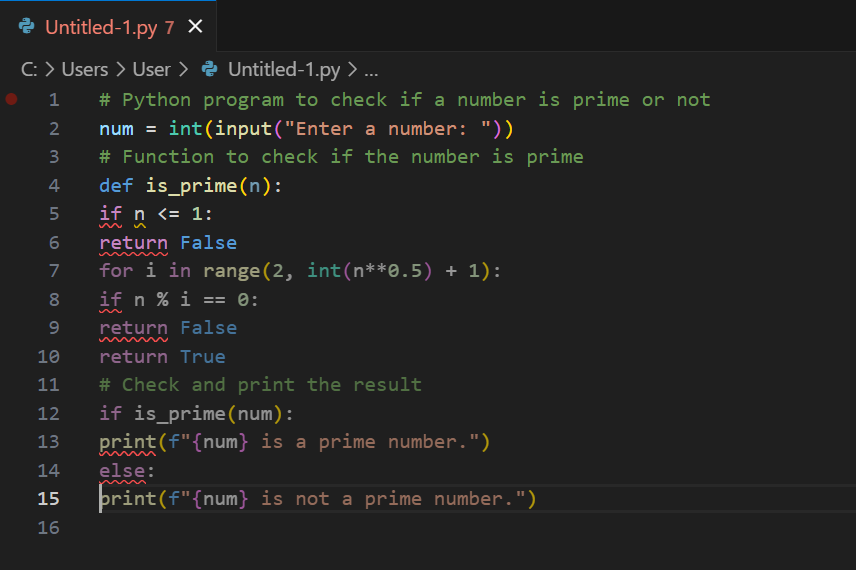 Untitled-1.py 7 ×
C: > Users > User > Untitled-1.py > ...
1 # Python program to check if a number is prime or not
2 num = int(input("Enter a number: "))
3 # Function to check if the number is prime
4 def is_prime(n):
5 if n <= 1:
6 return False
7 for i in range(2, int(n**0.5) + 1):
8 if n % i == 0:
9 return False
10 return True
11 # Check and print the result
12 if is_prime(num):
13 print(f"{num} is a prime number.")
14 else:
15 print(f"{num} is not a prime number.")
16